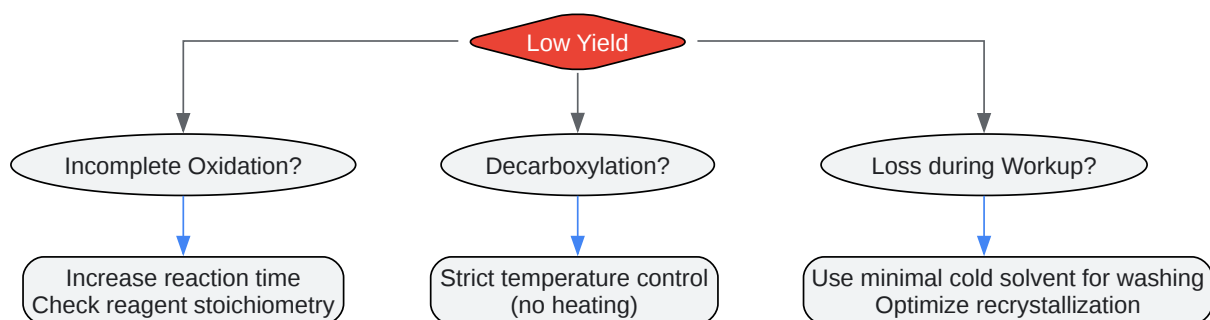 Low Yield
Incomplete Oxidation?
Decarboxylation?
Loss during Workup?
Increase reaction time
Check reagent stoichiometry
Strict temperature control
(no heating)
Use minimal cold solvent for washing
Optimize recrystallization